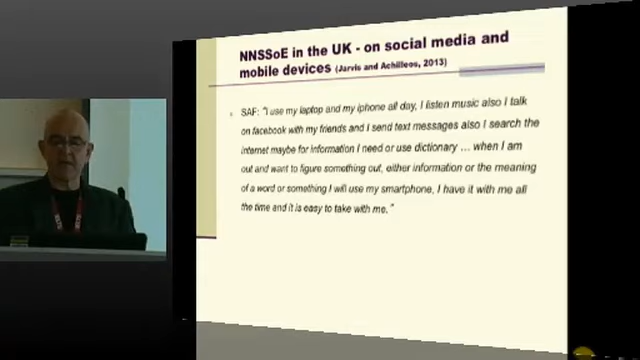 NNSSoE in the UK - on social media and
mobile devices (Jarvis and Achilleos, 2013)
SAF: "I use my laptop and my iphone all day, I listen music also I talk
on facebook with my friends and I send text messages also I search the
internet maybe for information I need or use dictionary ... when I am
out and want to figure something out, either information or the meaning
of a word or something I will use my smartphone, I have it with me all
the time and it is easy to take with me."